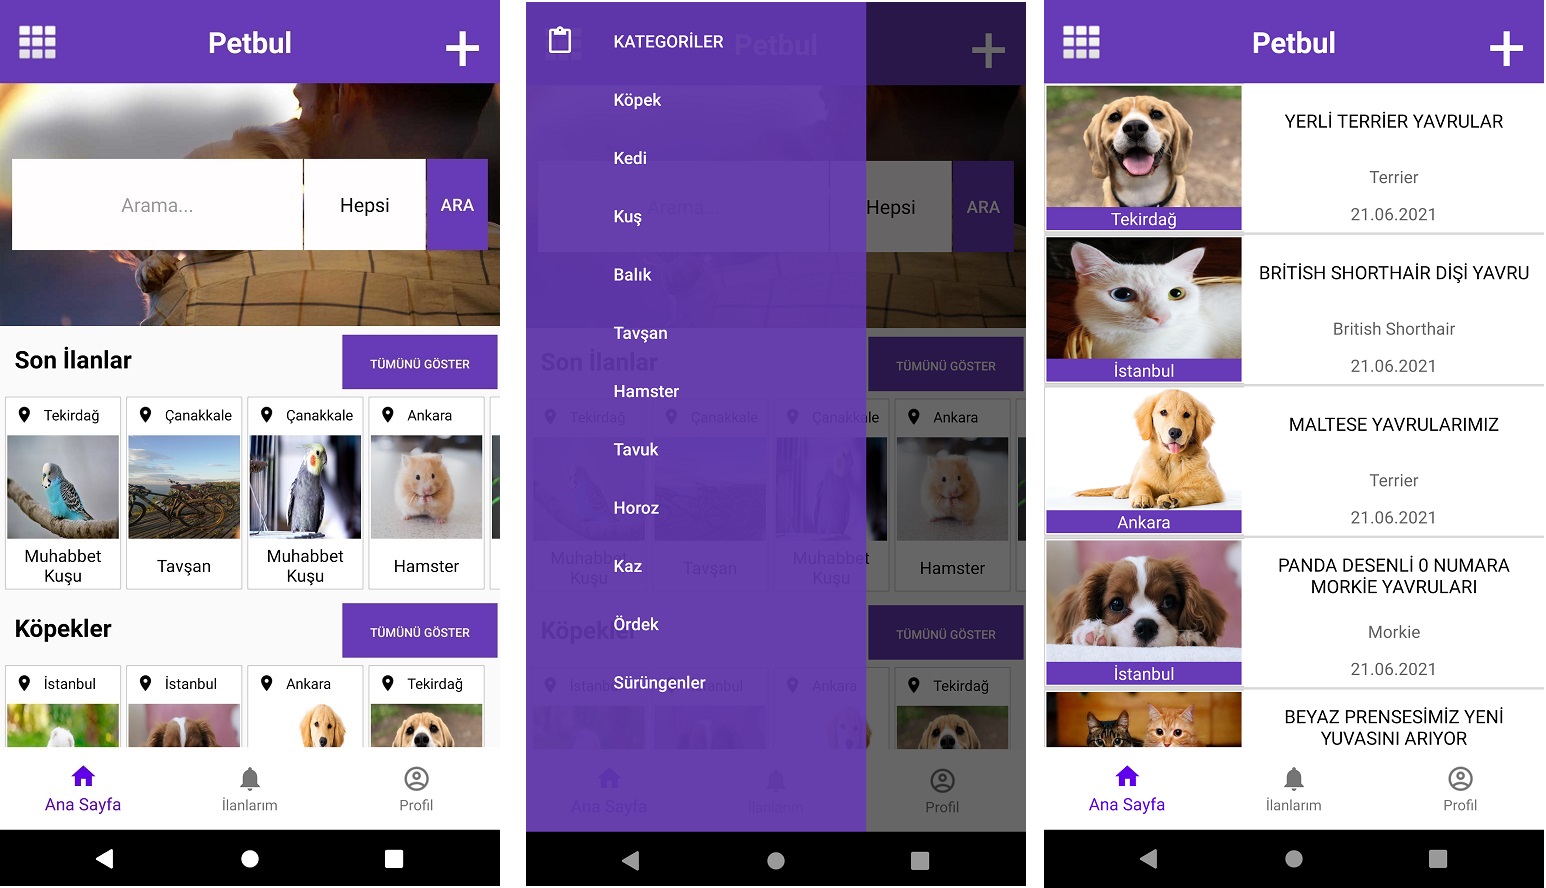 Petbul
Arama...
Hepsi
ARA
Son İlanlar
TÜMÜNÜ GÖSTER
Tekirdağ
Çanakkale
Çanakkale
Ankara
Muhabbet
Kuşu
Tavşan
Muhabbet
Kuşu
Hamster
Köpekler
TÜMÜNÜ GÖSTER
İstanbul
İstanbul
Ankara
Tekirdağ
Ana Sayfa
İlanlarım
Profil
KATEGORİLER
Petbul
Köpek
Kedi
Kuş
Balık
Tavşan
Hamster
Tavuk
Horoz
Kaz
Ördek
Sürüngenler
Arama...
Hepsi
ARA
Son İlanlar
TÜMÜNÜ GÖSTER
Tekirdağ
Çanakkale
Çanakkale
Ankara
Muhabbet
Kuşu
Tavşan
Muhabbet
Kuşu
Hamster
Köpekler
TÜMÜNÜ GÖSTER
İstanbul
İstanbul
Ankara
Tekirdağ
Ana Sayfa
İlanlarım
Profil
Petbul
Tekirdağ
YERLİ TERRİER YAVRULAR
Terrier
21.06.2021
İstanbul
BRİTİSH SHORTHAİR DİŞİ YAVRU
British Shorthair
21.06.2021
Ankara
MALTESE YAVRULARIMIZ
Terrier
21.06.2021
İstanbul
PANDA DESENLİ 0 NUMARA
MORKİE YAVRULARI
Morkie
21.06.2021
BEYAZ PRENSESİMİZ YENİ
YUVASINI ARIYOR
Ana Sayfa
İlanlarım
Profil